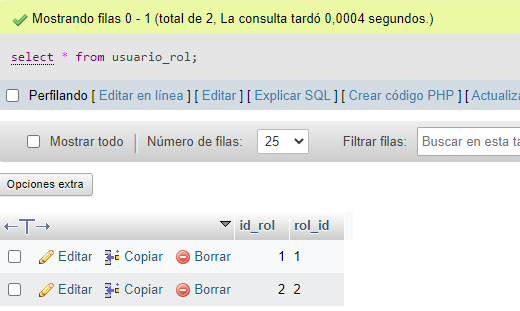 Mostrando filas 0 - 1 (total de 2, La consulta tardó 0,0004 segundos.)
select * from usuario_rol;
Perfilando [ Editar en línea ] [ Editar ] [ Explicar SQL ] [ Crear código PHP ] [ Actualiza
Mostrar todo Número de filas: 25 Filtrar filas: Buscar en esta ta
Opciones extra
←T→ id_rol rol_id
Editar Copiar Borrar 1 1
Editar Copiar Borrar 2 2